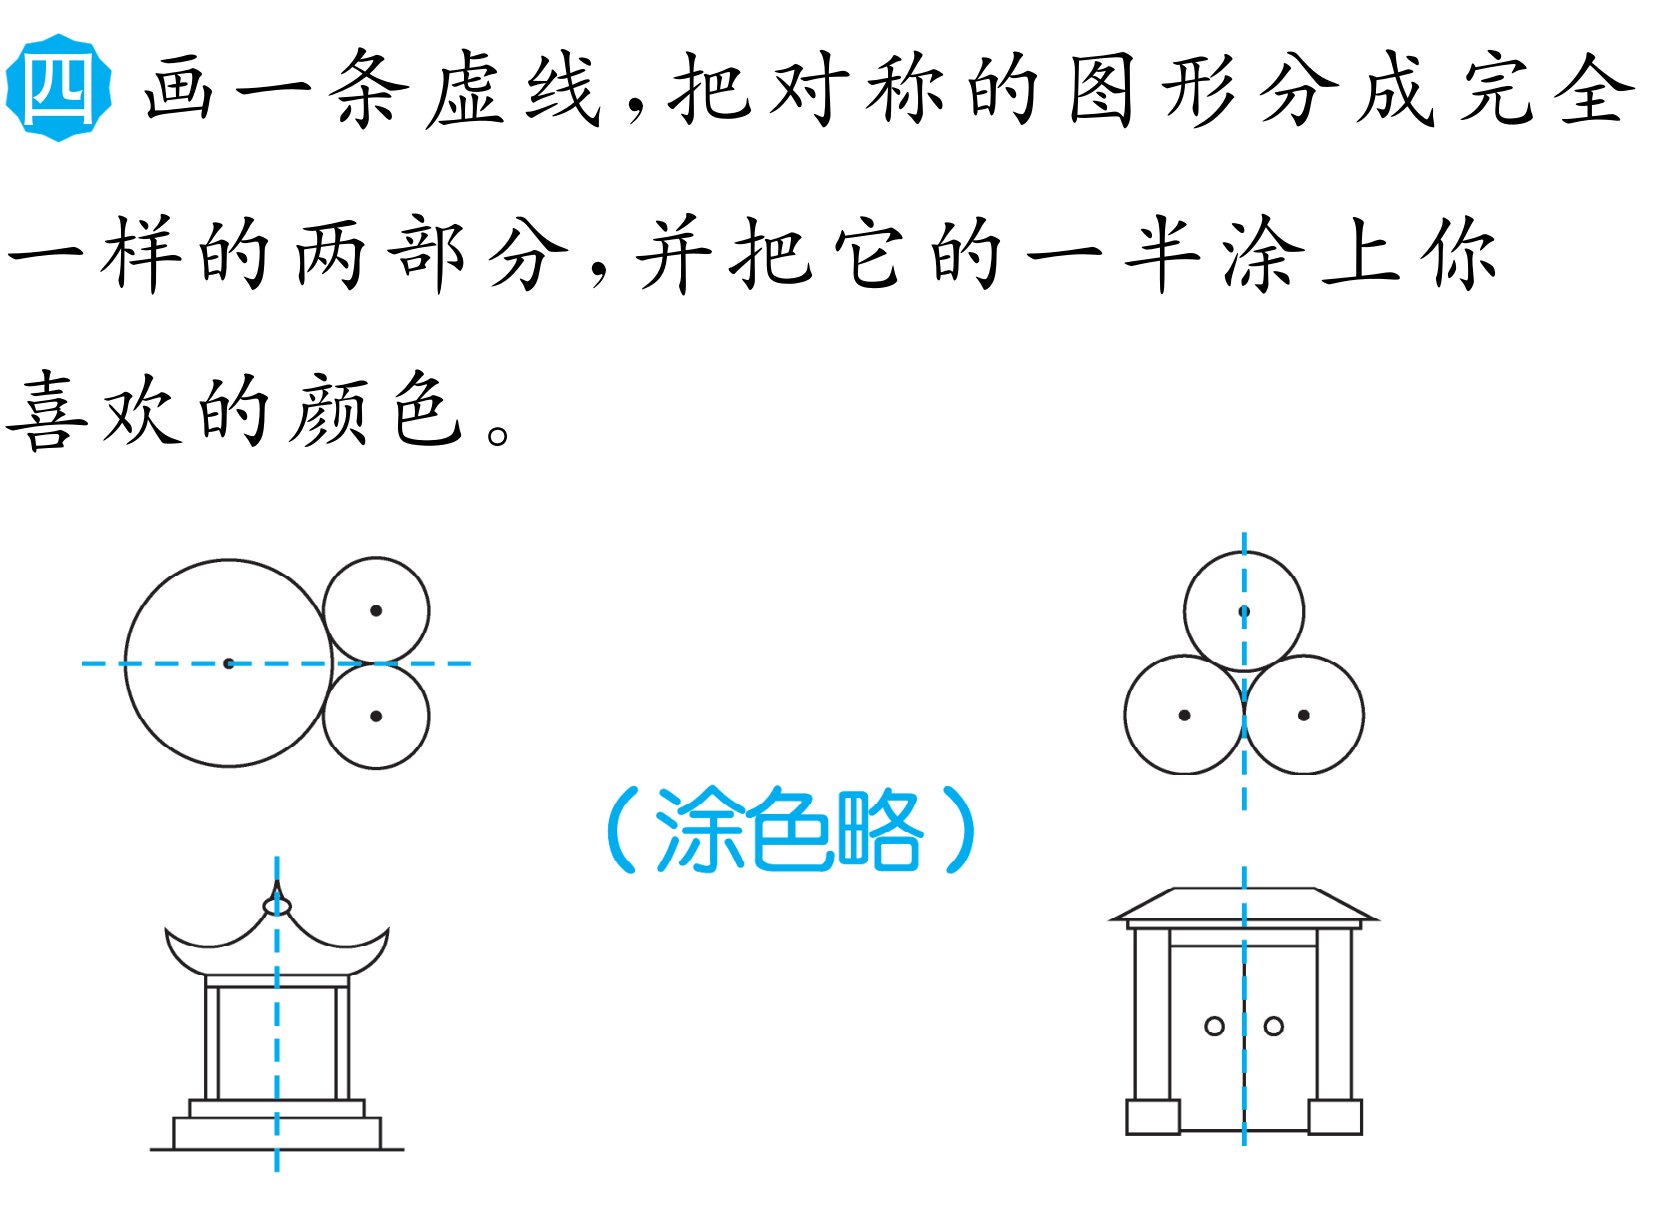 四 画一条虚线,把对称的图形分成完全
一样的两部分,并把它的一半涂上你
喜欢的颜色。
(涂色略)